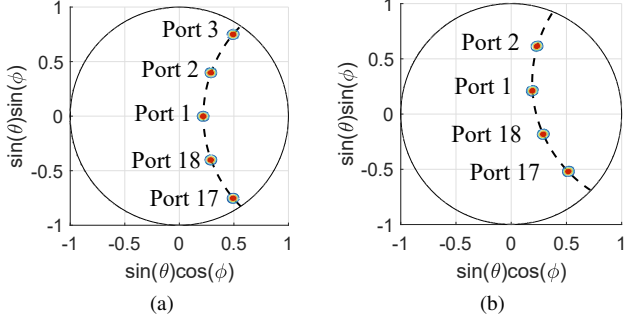 1
0.5
0
-0.5
-1
-1
-0.5
0
0.5
1
sin(θ)sin(ϕ)
sin(θ)cos(ϕ)
Port 3
Port 2
Port 1
Port 18
Port 17
(a)
1
0.5
0
-0.5
-1
-1
-0.5
0
0.5
1
sin(θ)sin(ϕ)
sin(θ)cos(ϕ)
Port 2
Port 1
Port 18
Port 17
(b)